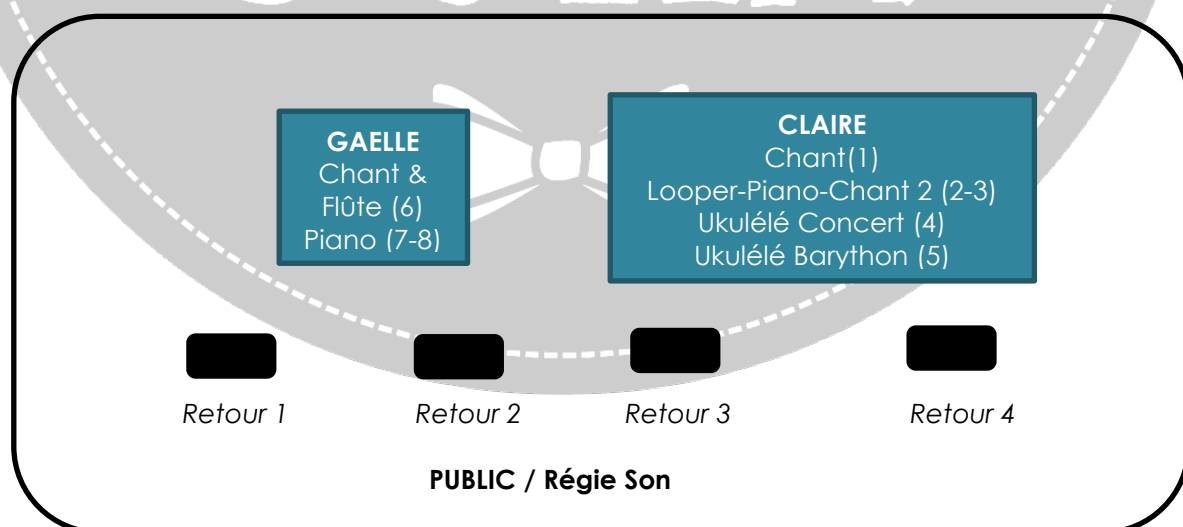 GAELLE
Chant &
Flûte (6)
Piano (7-8)
CLAIRE
Chant(1)
Looper-Piano-Chant 2 (2-3)
Ukulélé Concert (4)
Ukulélé Barython (5)
Retour 1
Retour 2
Retour 3
Retour 4
PUBLIC / Régie Son